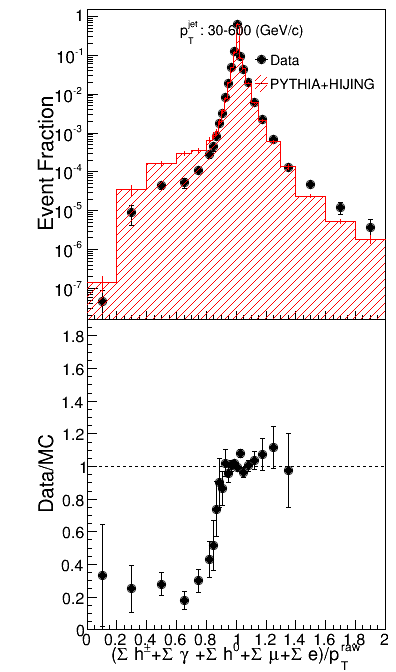 p_T^jet : 30-600 (GeV/c)
Data
PYTHIA+HIJING
Event Fraction
1
10^-1
10^-2
10^-3
10^-4
10^-5
10^-6
10^-7
Data/MC
1.8
1.6
1.4
1.2
1
0.8
0.6
0.4
0.2
0
0 0.2 0.4 0.6 0.8 1 1.2 1.4 1.6 1.8 2
(Σ h^± + Σ γ + Σ h^0 + Σ μ + Σ e)/p_T^raw